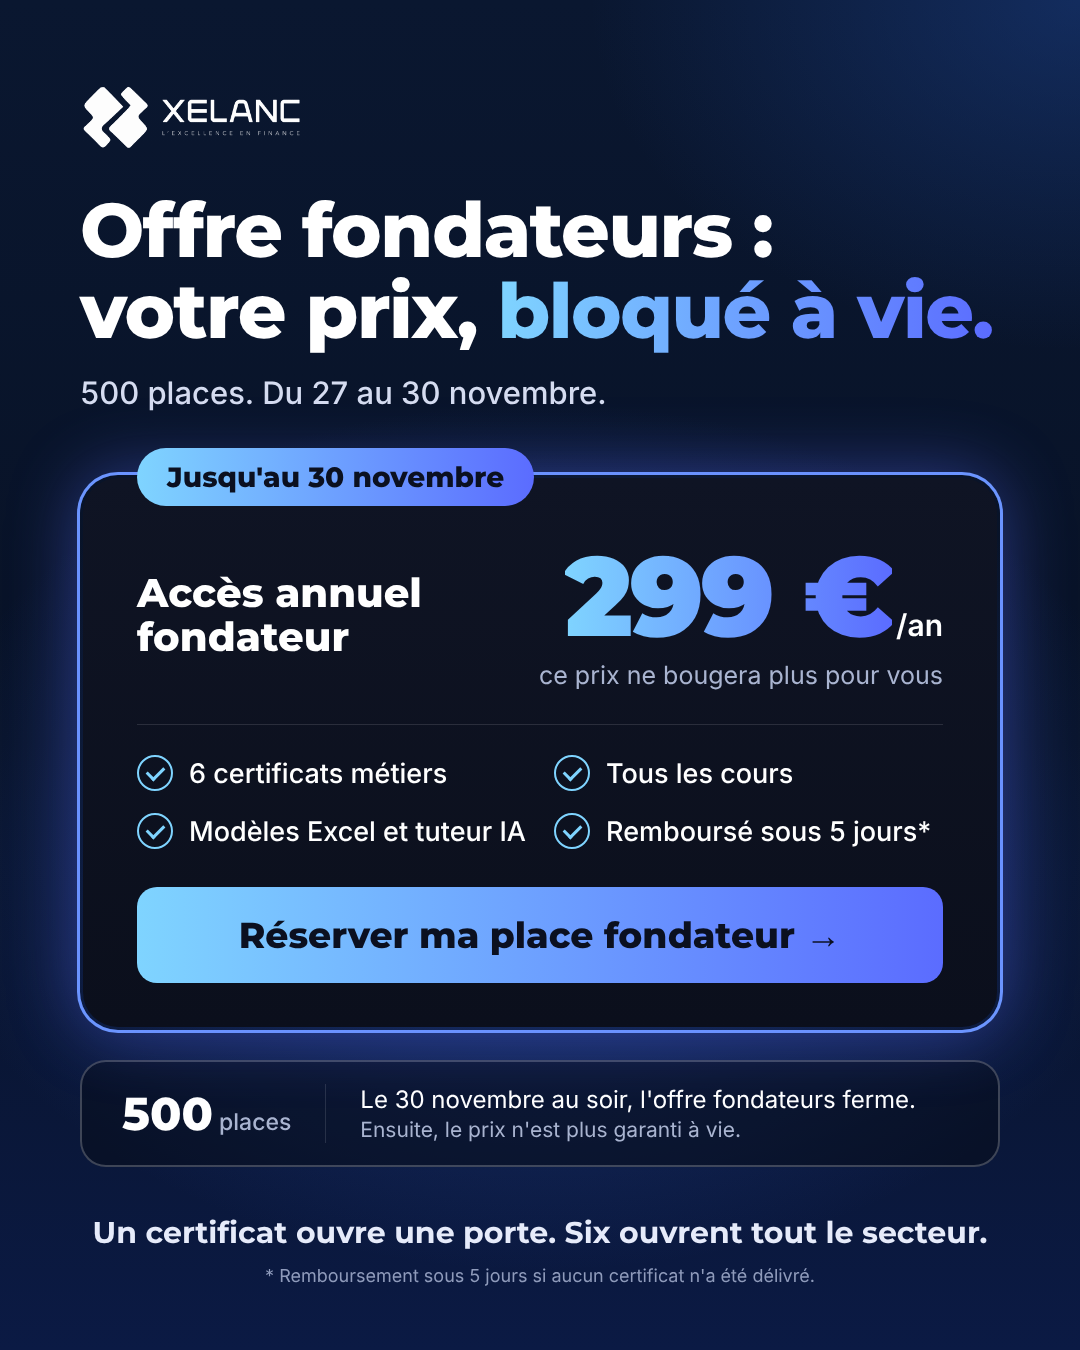 XELANC
L'EXCELLENCE EN FINANCE
Offre fondateurs :
votre prix, bloqué à vie.
500 places. Du 27 au 30 novembre.
Jusqu'au 30 novembre
Accès annuel
fondateur
299 €/an
ce prix ne bougera plus pour vous
6 certificats métiers
Tous les cours
Modèles Excel et tuteur IA
Remboursé sous 5 jours*
Réserver ma place fondateur →
500 places
Le 30 novembre au soir, l'offre fondateurs ferme.
Ensuite, le prix n'est plus garanti à vie.
Un certificat ouvre une porte. Six ouvrent tout le secteur.
* Remboursement sous 5 jours si aucun certificat n'a été délivré.